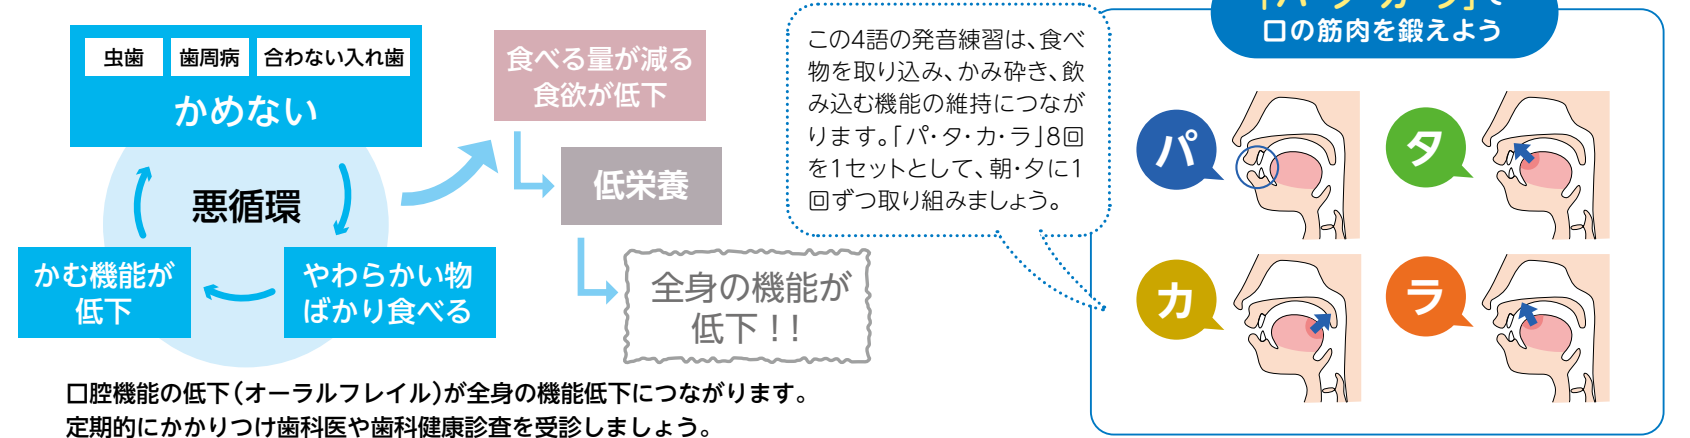 虫歯
歯周病
合わない入れ歯
かめない
悪循環
かむ機能が
低下
やわらかい物
ばかり食べる
食べる量が減る
食欲が低下
低栄養
全身の機能が
低下！！
口腔機能の低下（オーラルフレイル）が全身の機能低下につながります。
定期的にかかりつけ歯科医や歯科健康診査を受診しましょう。
この4語の発音練習は、食べ
物を取り込み、かみ砕き、飲
み込む機能の維持につなが
ります。「パ・タ・カ・ラ」8回
を1セットとして、朝・夕に1
回ずつ取り組みましょう。
口の筋肉を鍛えよう
パ
タ
カ
ラ